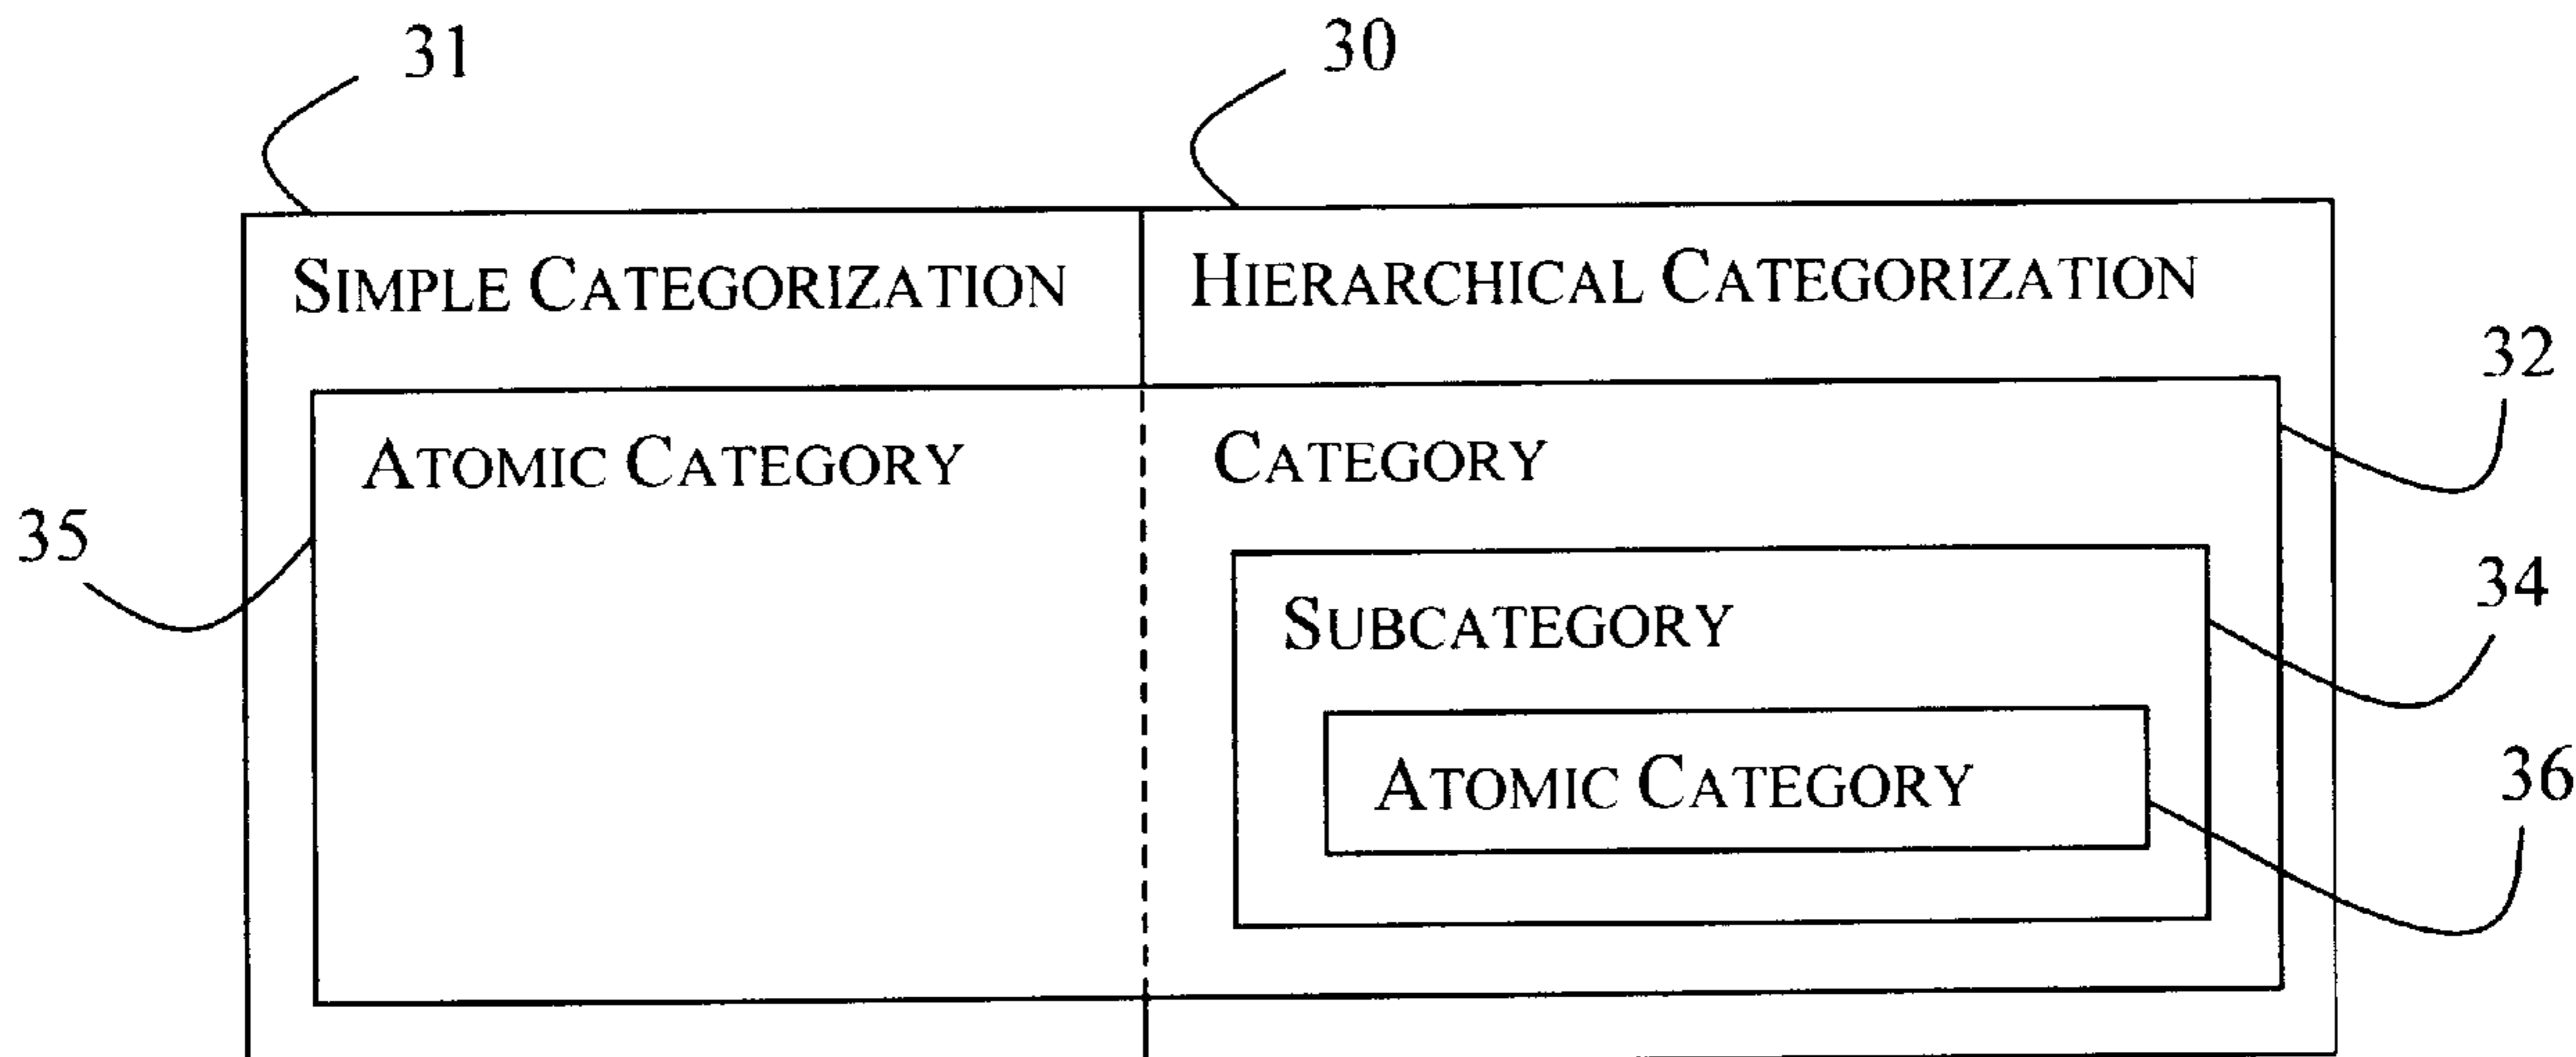 31
30
SIMPLE CATEGORIZATION
HIERARCHICAL CATEGORIZATION
32
ATOMIC CATEGORY
CATEGORY
35
34
SUBCATEGORY
ATOMIC CATEGORY
36